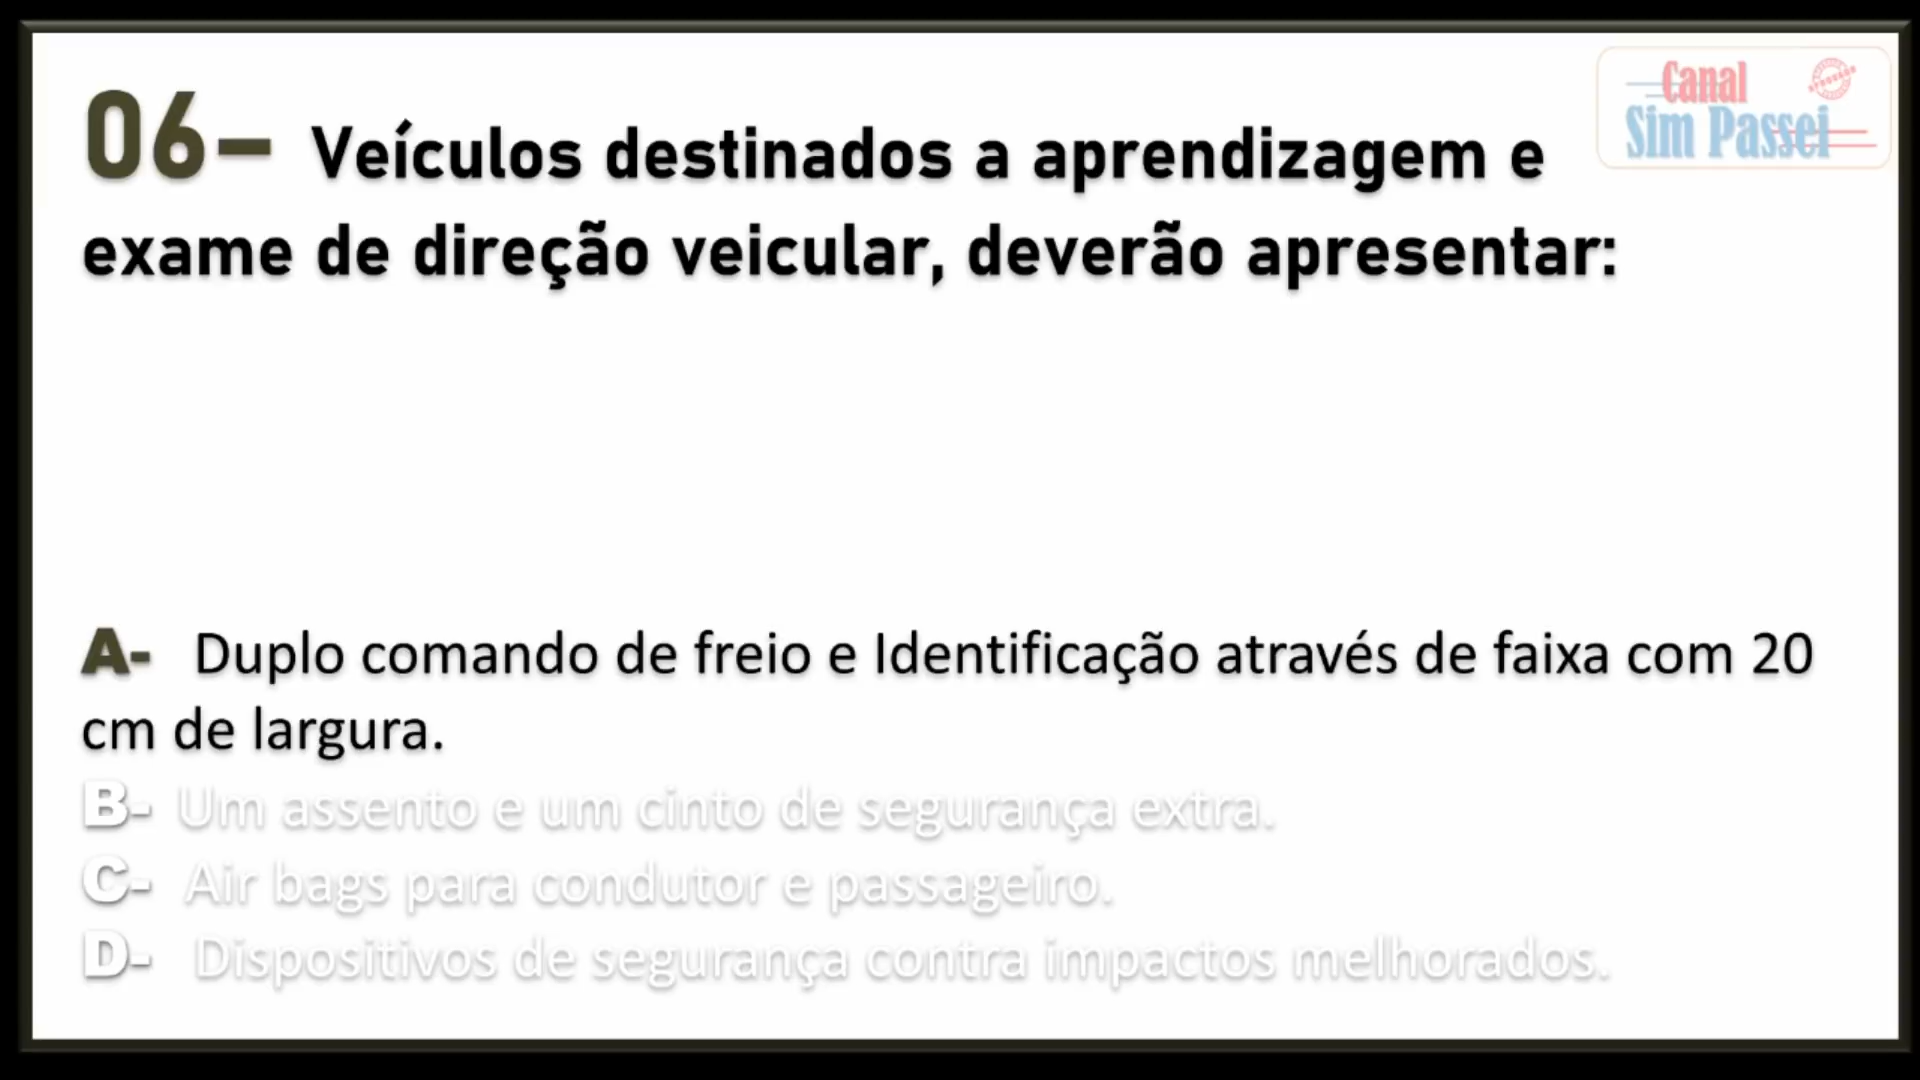 Canal
Sim Passei
06– Veículos destinados a aprendizagem e
exame de direção veicular, deverão apresentar:
A- Duplo comando de freio e Identificação através de faixa com 20
cm de largura.
B- Um assento e um cinto de segurança extra.
C- Air bags para condutor e passageiro.
D- Dispositivos de segurança contra impactos melhorados.